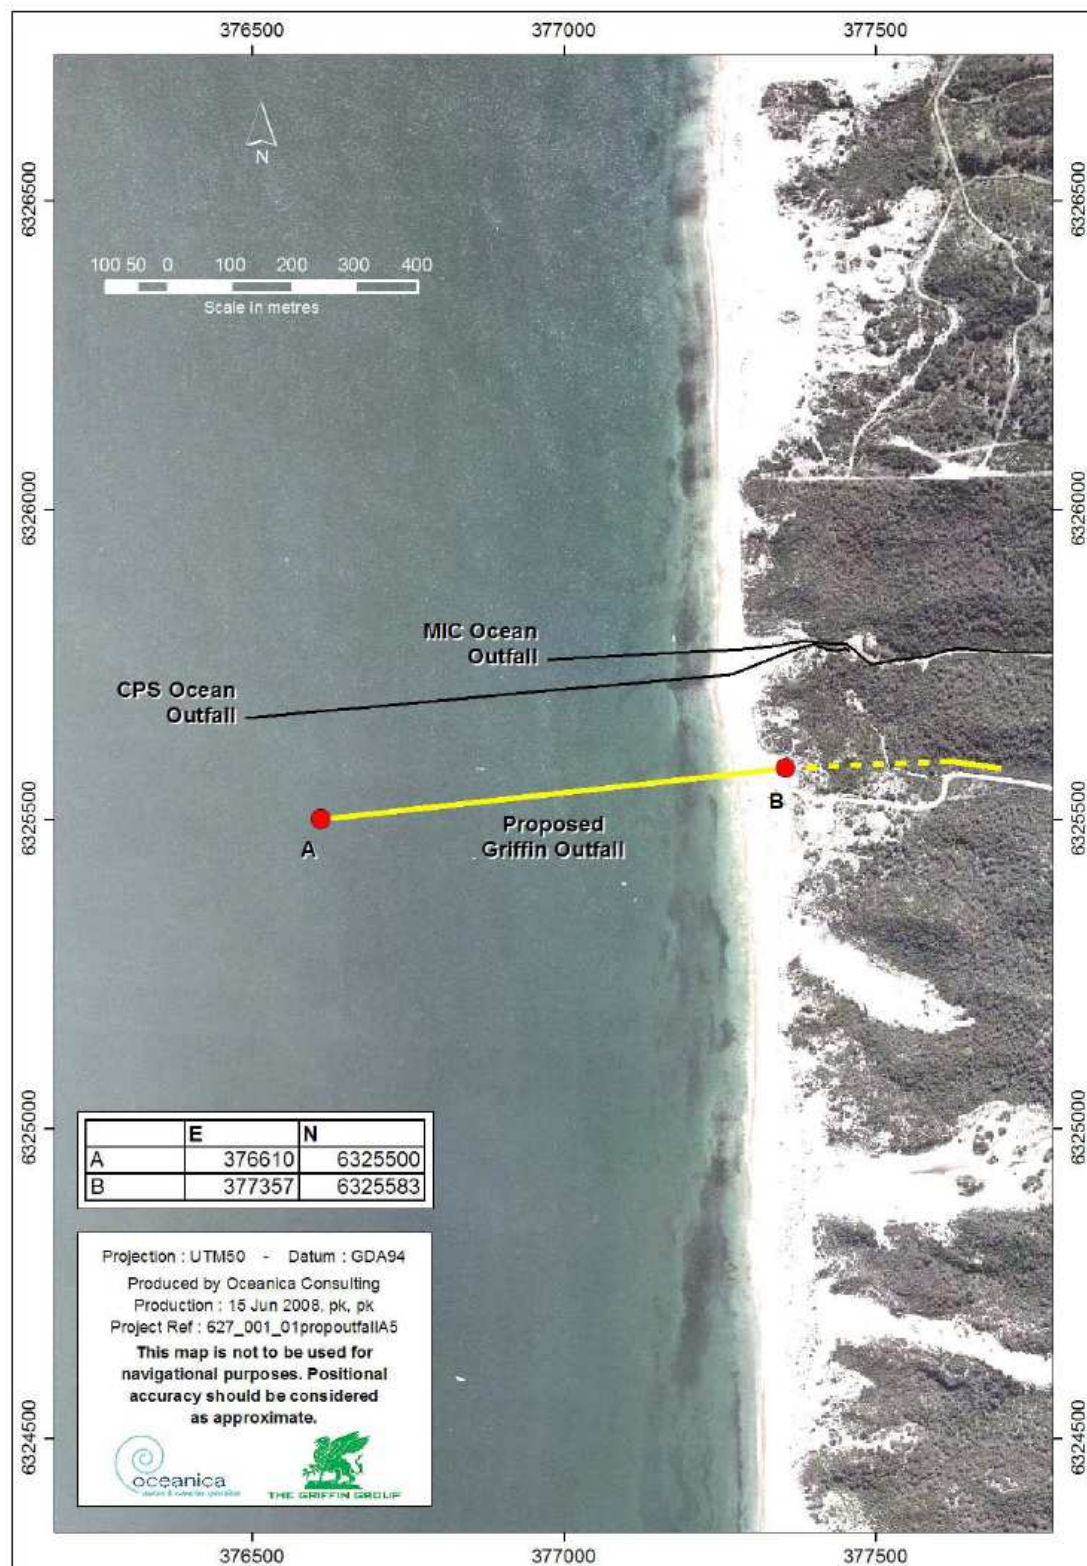 376500 377000 377500
6326500 6326500
N
100 50 0 100 200 300 400
Scale in metres
6326000 6326000
MIC Ocean
Outfall
CPS Ocean
Outfall
B
6325500 6325500
A
Proposed
Griffin Outfall
6325000 6325000
E N
A 376610 6325500
B 377357 6325583
Projection : UTM50 - Datum : GDA94
Produced by Oceanica Consulting
Production : 15 Jun 2008, pk, pk
Project Ref : 627_001_01propoutfallA5
This map is not to be used for
navigational purposes. Positional
accuracy should be considered
as approximate.
6324500 6324500
oceanica
THE GRIFFIN GROUP
376500 377000 377500